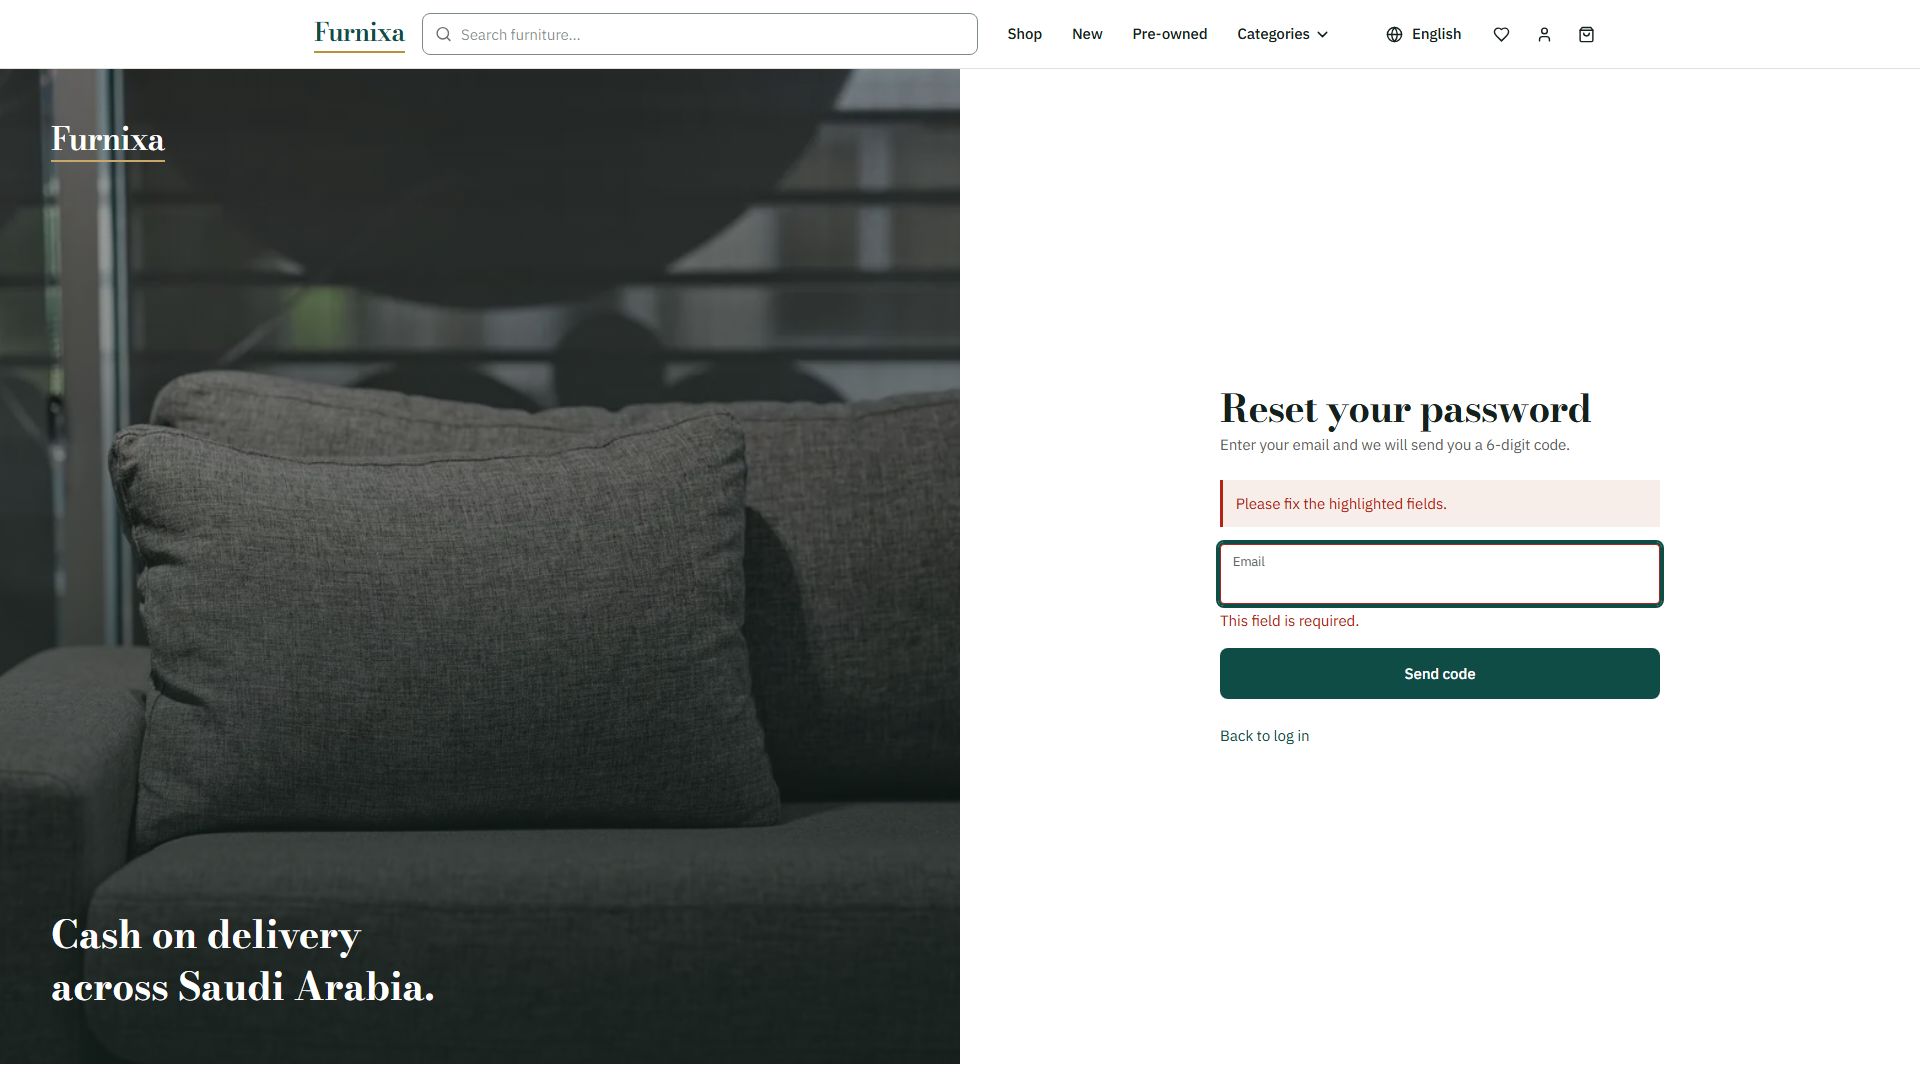 Furnixa
Search furniture...
Shop
New
Pre-owned
Categories
English
Furnixa
Cash on delivery
across Saudi Arabia.
Reset your password
Enter your email and we will send you a 6-digit code.
Please fix the highlighted fields.
Email
This field is required.
Send code
Back to log in